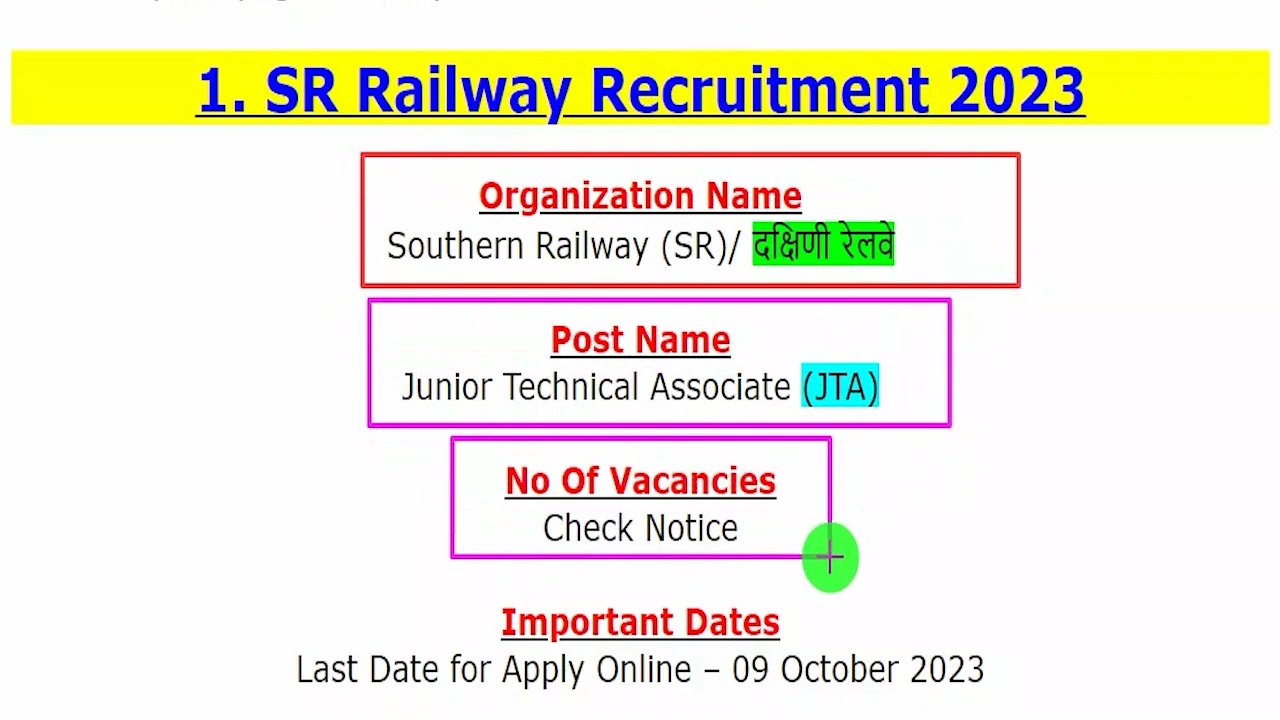 1. SR Railway Recruitment 2023
Organization Name
Southern Railway (SR)/ दक्षिणी रेलवे
Post Name
Junior Technical Associate (JTA)
No Of Vacancies
Check Notice
Important Dates
Last Date for Apply Online – 09 October 2023